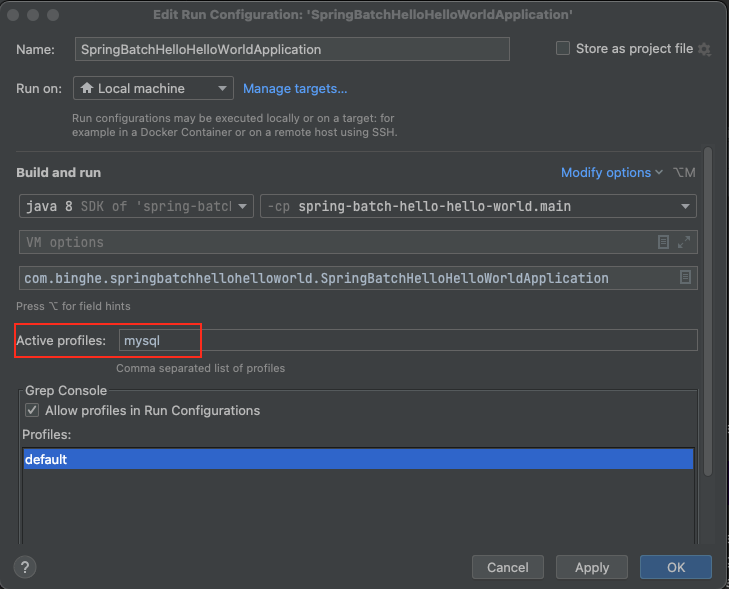 Edit Run Configuration: 'SpringBatchHelloHelloWorldApplication'
Name: SpringBatchHelloHelloWorldApplication Store as project file
Run on: Local machine Manage targets...
Run configurations may be executed locally or on a target: for
example in a Docker Container or on a remote host using SSH.
Build and run Modify options ⌥M
java 8 SDK of 'spring-batch -cp spring-batch-hello-hello-world.main
VM options
com.binghe.springbatchhellohelloworld.SpringBatchHelloHelloWorldApplication
Press ⌥ for field hints
Active profiles: mysql
Comma separated list of profiles
Grep Console
Allow profiles in Run Configurations
Profiles:
default
? Cancel Apply OK